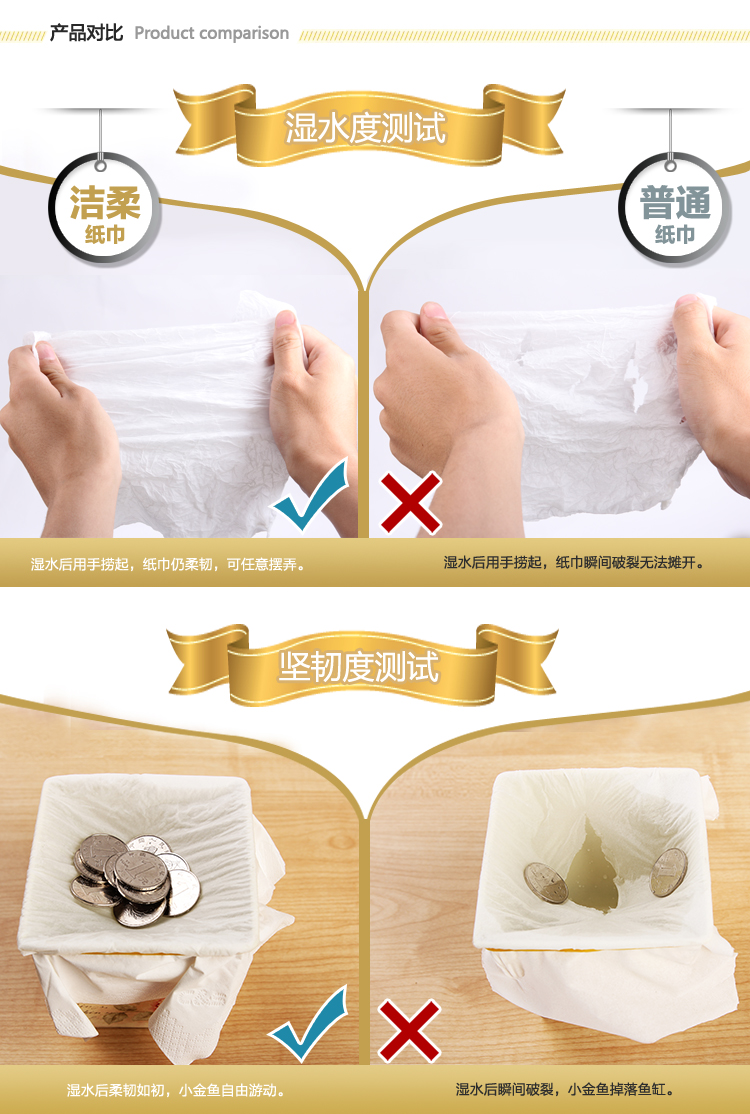 产品对比 Product comparison
湿水度测试
洁柔
纸巾
普通
纸巾
湿水后用手捞起，纸巾仍柔韧，可任意摆弄。
湿水后用手捞起，纸巾瞬间破裂无法摊开。
坚韧度测试
湿水后柔韧如初，小金鱼自由游动。
湿水后瞬间破裂，小金鱼掉落鱼缸。